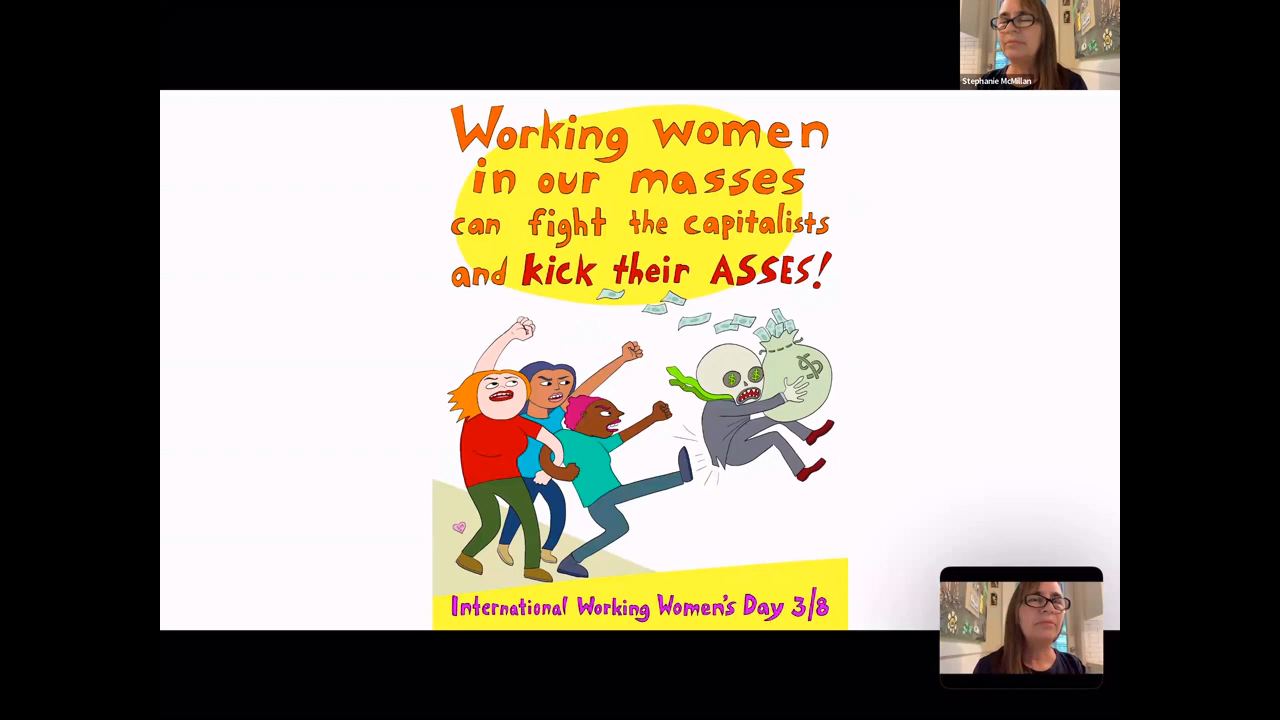 Stephanie McMillan
Working women
in our masses
can fight the capitalists
and kick their ASSES!
$ $
$
International Working Women's Day 3/8